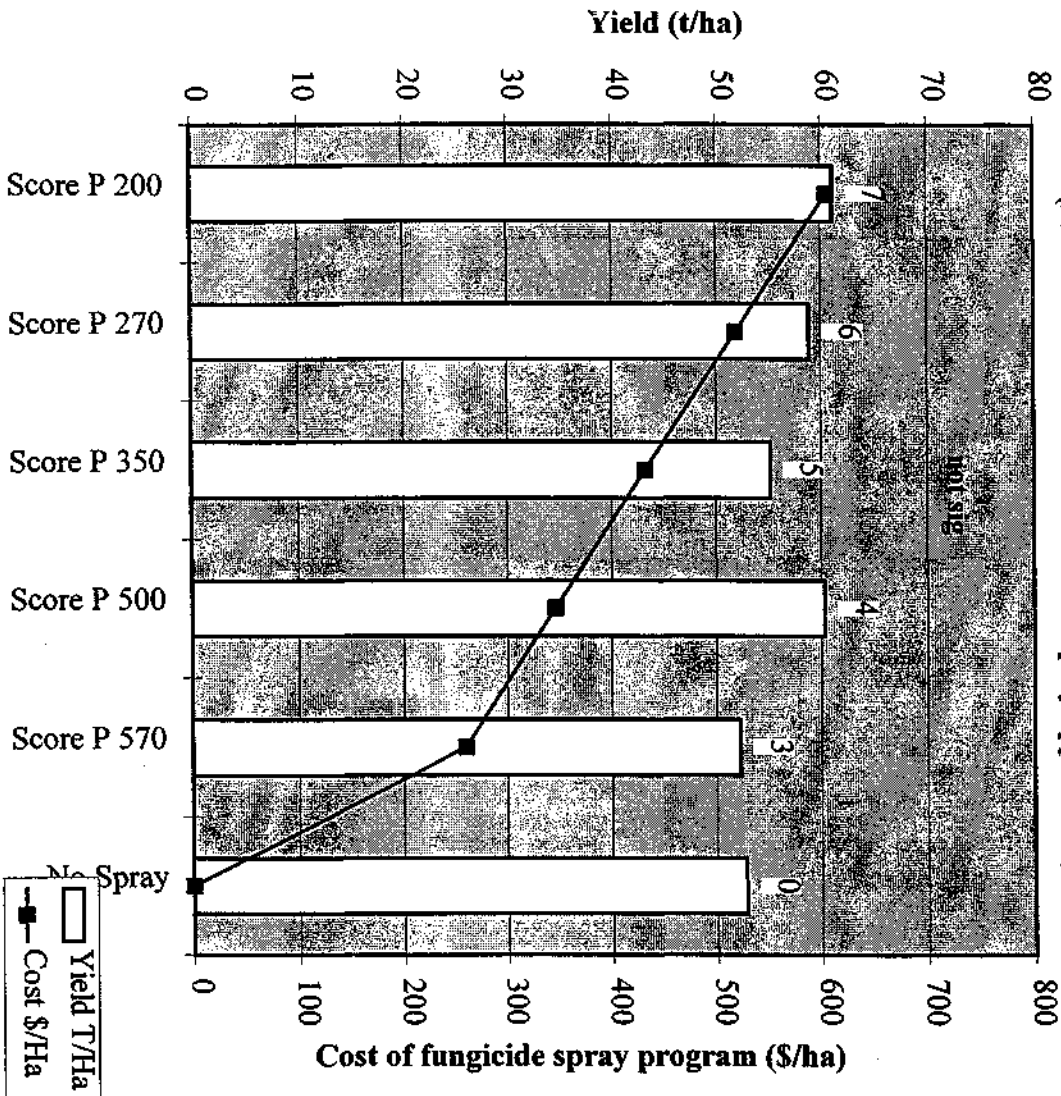 Yield (t/ha)
80
70
60
50
40
30
20
10
0
not sig
7
6
5
4
3
0
Score P 200
Score P 270
Score P 350
Score P 500
Score P 570
No Spray
800
700
600
500
400
300
200
100
0
Cost of fungicide spray program ($/ha)
Yield T/Ha
Cost $/Ha